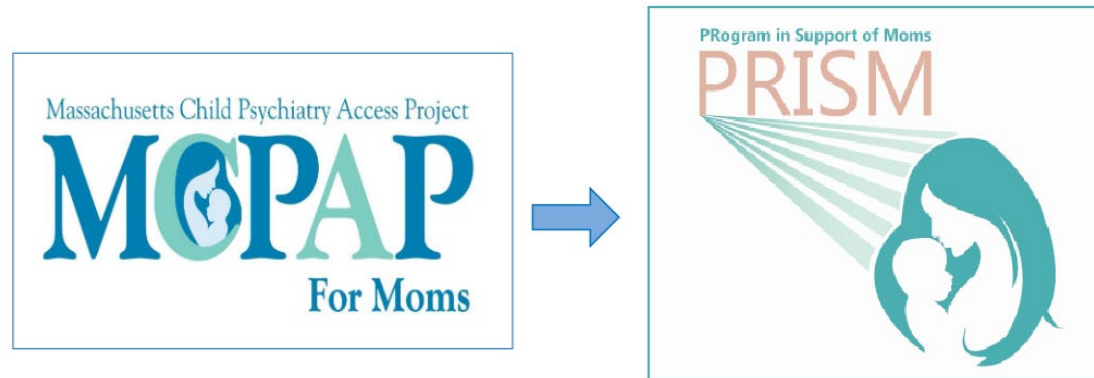 Massachusetts Child Psychiatry Access Project
MCPAP
For Moms
PRogram in Support of Moms
PRISM